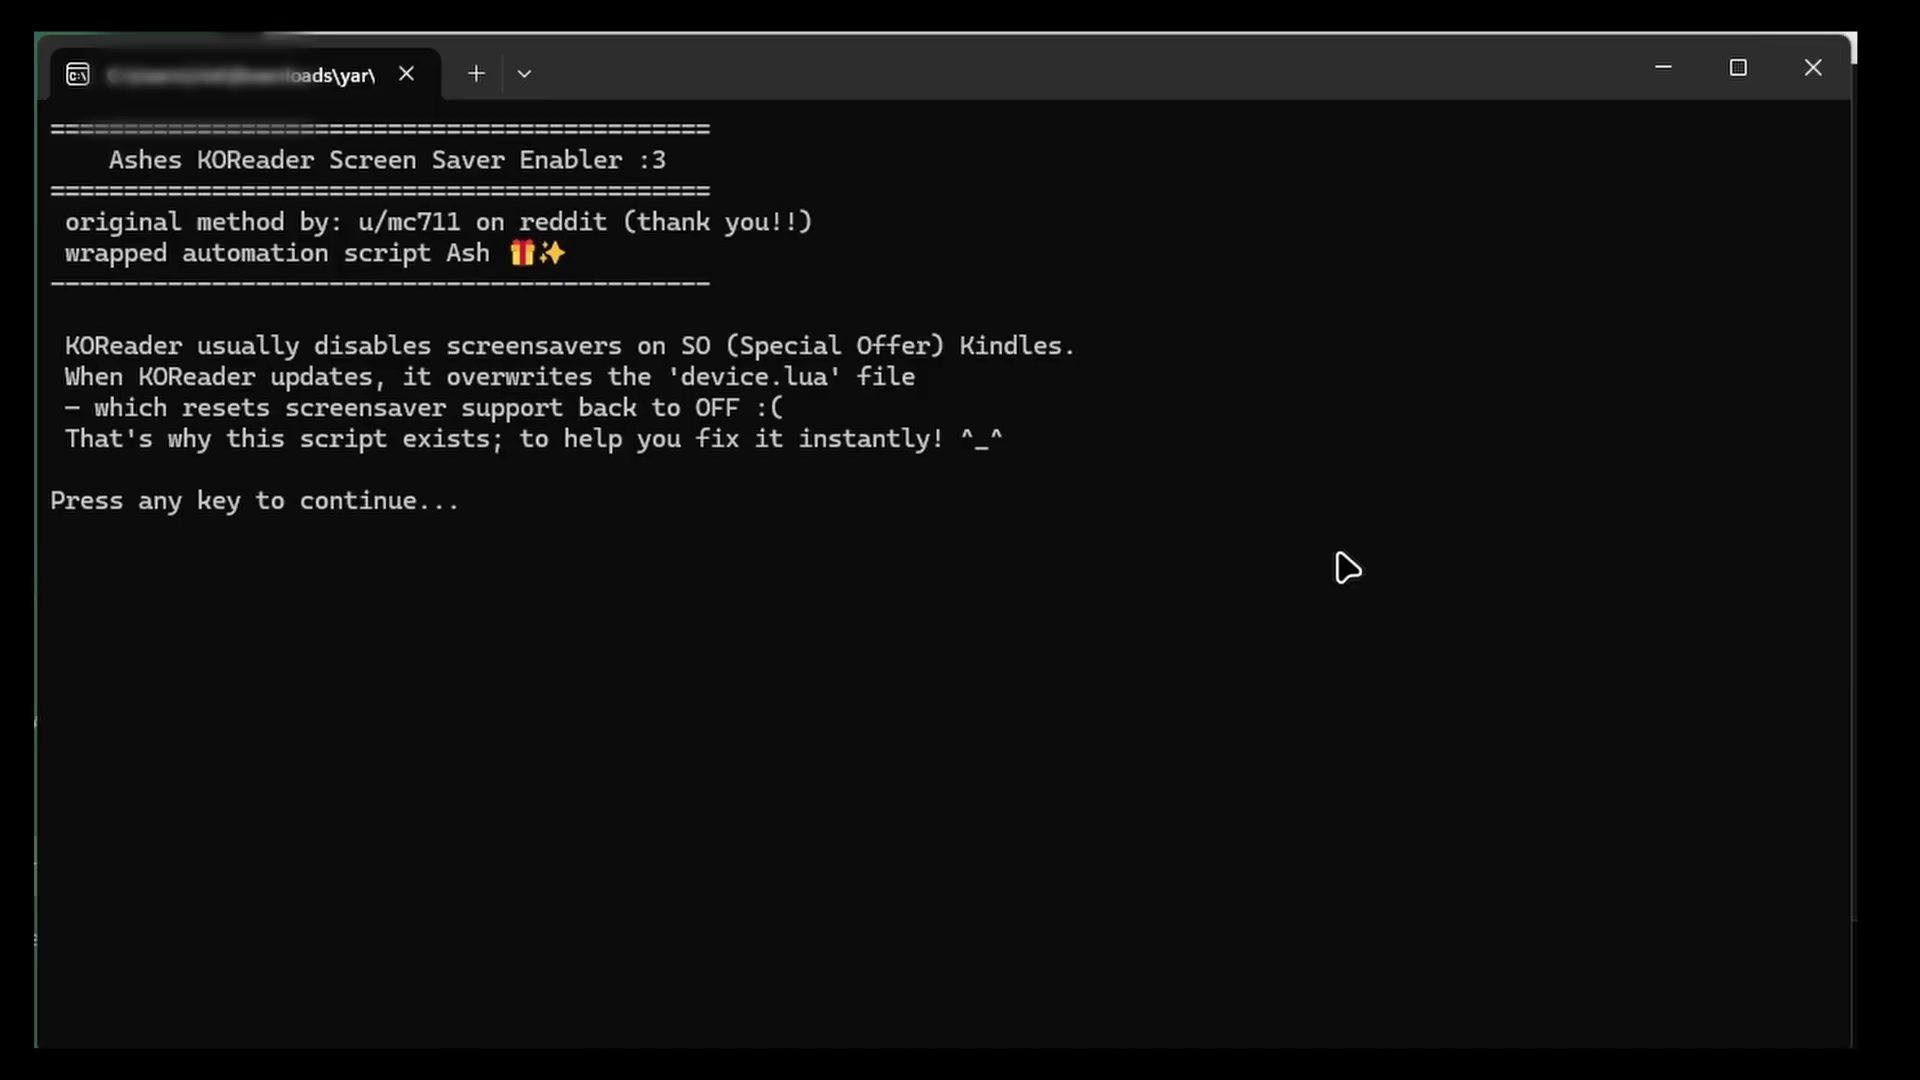 oads\yar\
=============================================
Ashes KOReader Screen Saver Enabler :3
=============================================
original method by: u/mc711 on reddit (thank you!!)
wrapped automation script Ash 🎁✨
---------------------------------------------
KOReader usually disables screensavers on SO (Special Offer) Kindles.
When KOReader updates, it overwrites the 'device.lua' file
— which resets screensaver support back to OFF :(
That's why this script exists; to help you fix it instantly! ^_^
Press any key to continue...